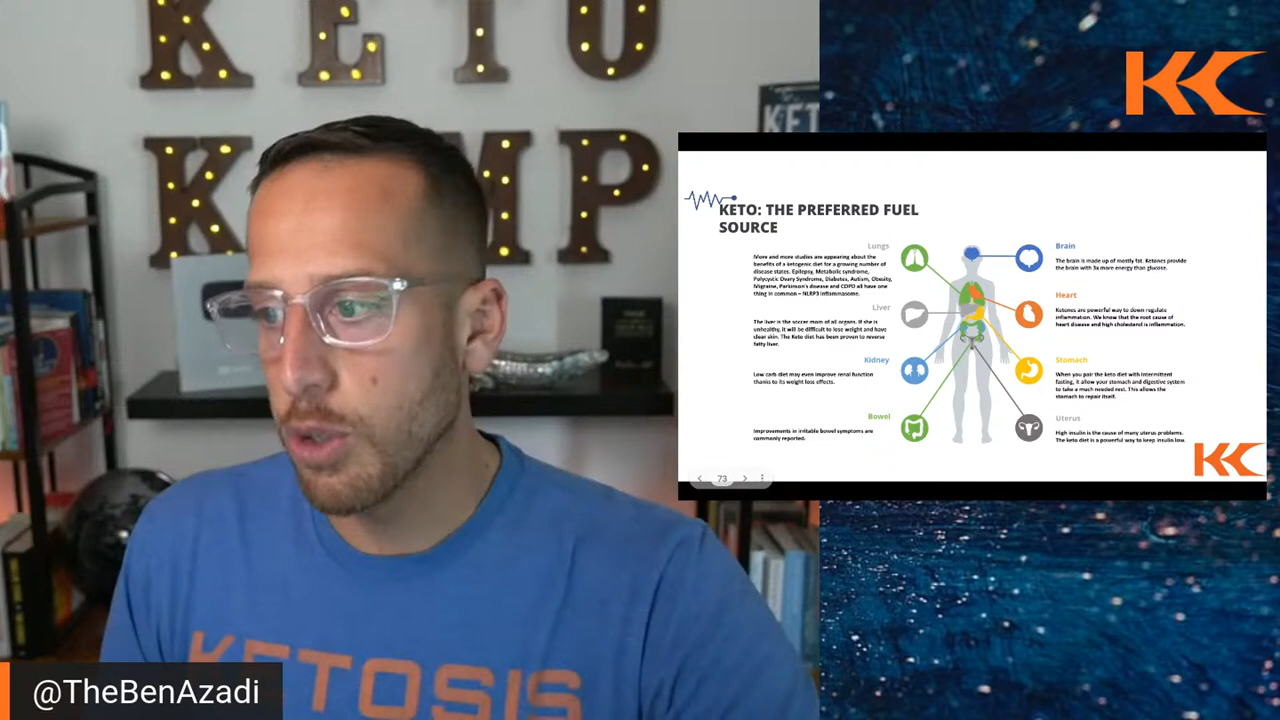 KETO
K MP
KET
KETOSIS
@TheBenAzadi
KC
KETO: THE PREFERRED FUEL
SOURCE
Lungs
More and more studies are appearing about the
benefits of a ketogenic diet for a growing number of
disease states. Epilepsy, Metabolic syndrome,
Polycystic Ovary Syndrome, Diabetes, Autism, Obesity,
Migraine, Parkinson's disease and COPD all have one
thing in common – NLRP3 inflammasome.
Liver
The liver is the soccer mom of all organs. If she is
unhealthy, it will be difficult to lose weight and have
clear skin. The Keto diet has been proven to reverse
fatty liver.
Kidney
Low carb diet may even improve renal function
thanks to its weight loss effects.
Bowel
Improvements in irritable bowel symptoms are
commonly reported.
Brain
The brain is made up of mostly fat. Ketones provide
the brain with 3x more energy than glucose.
Heart
Ketones are powerful way to down regulate
inflammation. We know that the root cause of
heart disease and high cholesterol is inflammation.
Stomach
When you pair the keto diet with intermittent
fasting, it allow your stomach and digestive system
to take a much needed rest. This allows the
stomach to repair itself.
Uterus
High insulin is the cause of many uterus problems.
The keto diet is a powerful way to keep insulin low.
73
KC